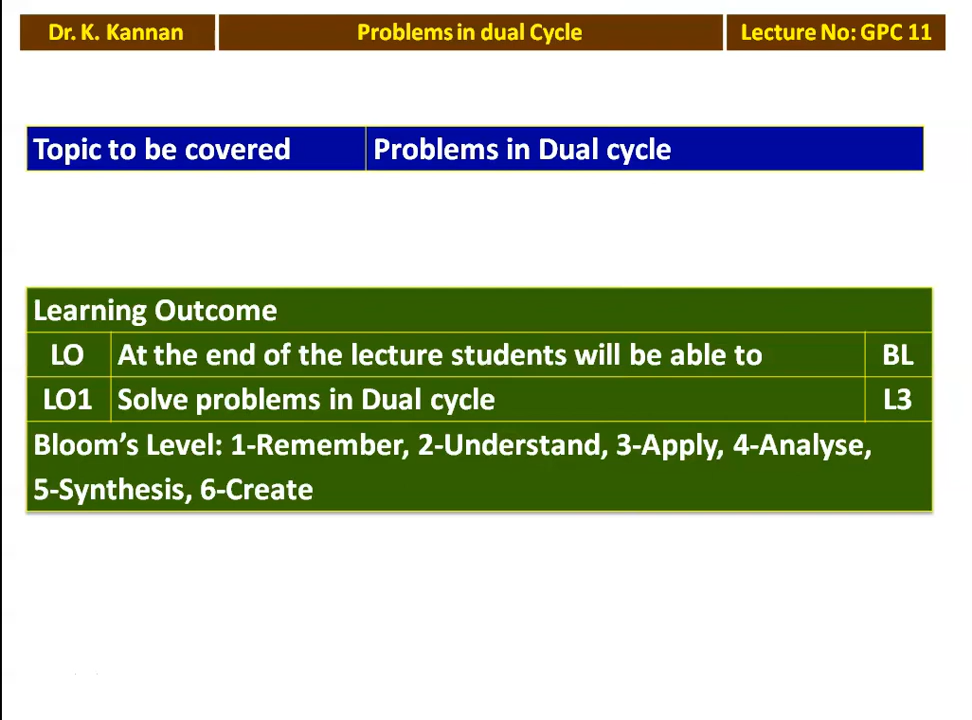 Dr. K. Kannan Problems in dual Cycle Lecture No: GPC 11
Topic to be covered Problems in Dual cycle
Learning Outcome
LO At the end of the lecture students will be able to BL
LO1 Solve problems in Dual cycle L3
Bloom’s Level: 1-Remember, 2-Understand, 3-Apply, 4-Analyse,
5-Synthesis, 6-Create